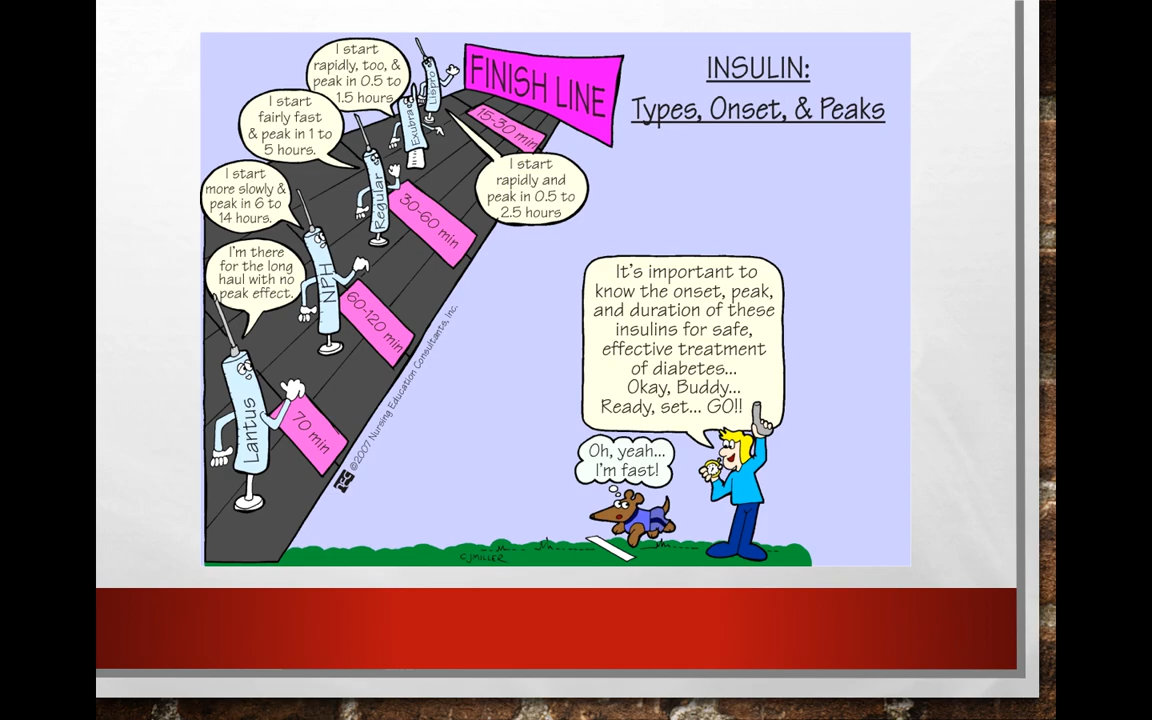 INSULIN:
Types, Onset, & Peaks
FINISH LINE
I start
rapidly, too, &
peak in 0.5 to
1.5 hours
Lispro
Exubra
15-30 min
I start
rapidly and
peak in 0.5 to
2.5 hours
I start
fairly fast
& peak in 1 to
5 hours.
Regular
30-60 min
I start
more slowly &
peak in 6 to
14 hours.
NPH
60-120 min
I'm there
for the long
haul with no
peak effect.
Lantus
70 min
©2007 Nursing Education Consultants, Inc.
It's important to
know the onset, peak,
and duration of these
insulins for safe,
effective treatment
of diabetes...
Okay, Buddy...
Ready, set... GO!!
Oh, yeah...
I'm fast!
CJMILLER